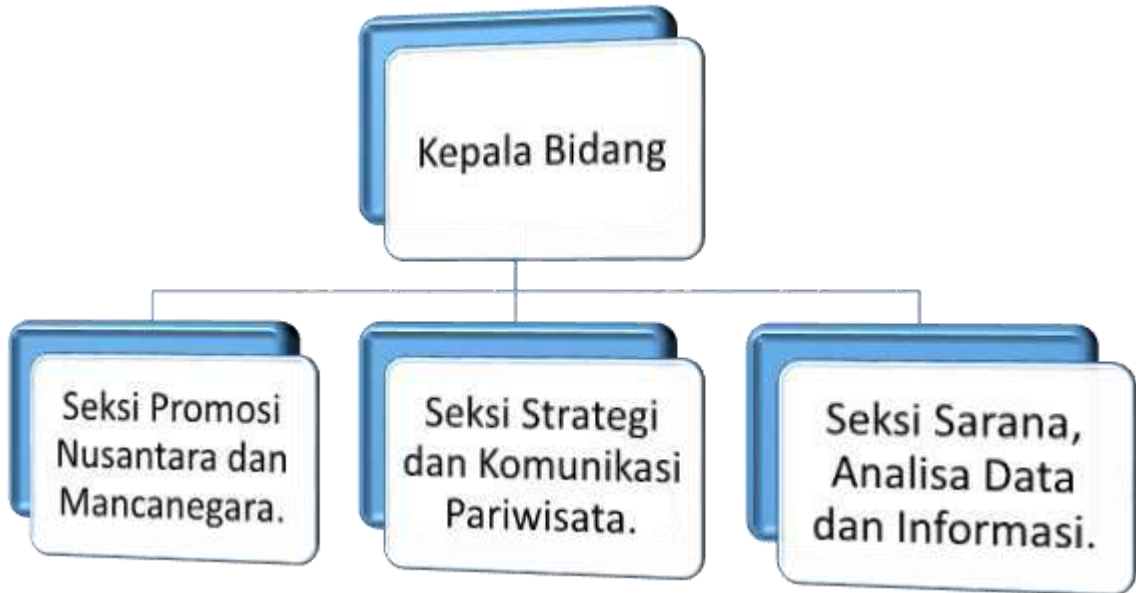 Kepala Bidang
Seksi Promosi
Nusantara dan
Mancanegara.
Seksi Strategi
dan Komunikasi
Pariwisata.
Seksi Sarana,
Analisa Data
dan Informasi.